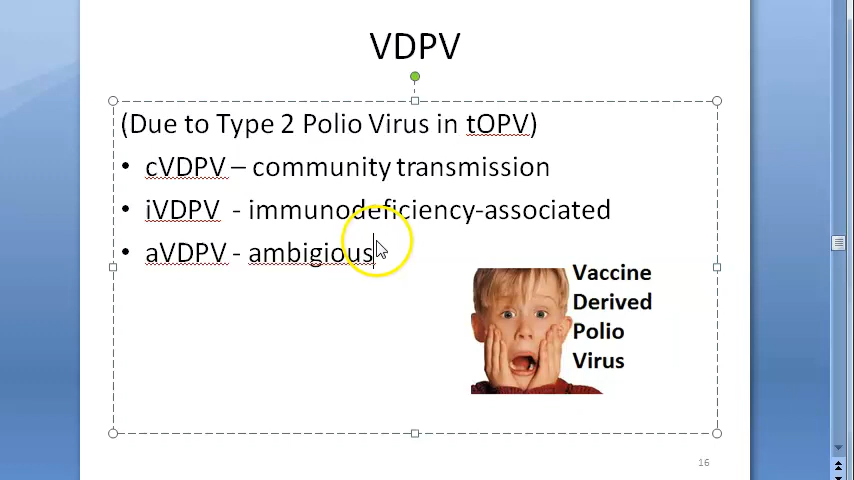 VDPV
(Due to Type 2 Polio Virus in tOPV)
• cVDPV – community transmission
• iVDPV - immunodeficiency-associated
• aVDPV - ambigious
Vaccine
Derived
Polio
Virus
16